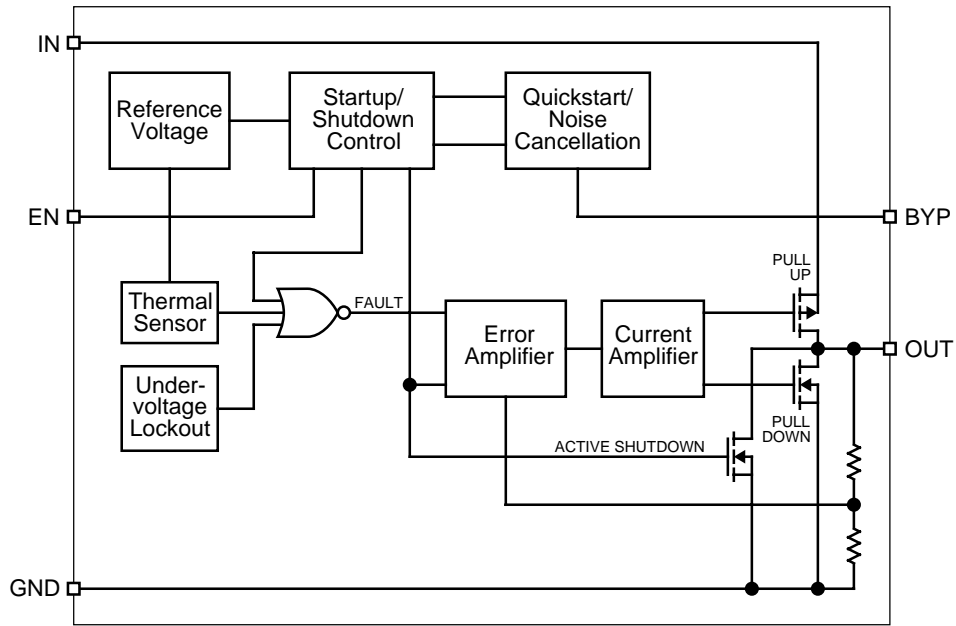 IN
Reference
Voltage
Startup/
Shutdown
Control
Quickstart/
Noise
Cancellation
EN
BYP
PULL
UP
Thermal
Sensor
FAULT
Error
Amplifier
Current
Amplifier
OUT
Under-
voltage
Lockout
PULL
DOWN
ACTIVE SHUTDOWN
GND